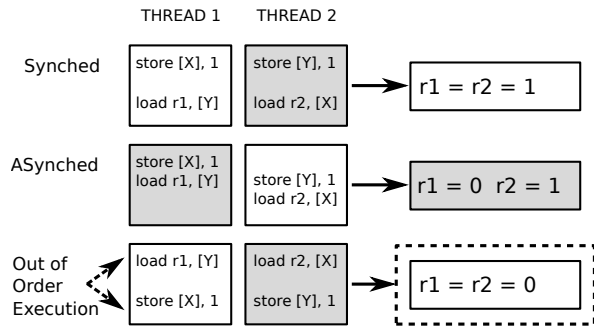 THREAD 1 THREAD 2
Synched
store [X], 1
load r1, [Y]
store [Y], 1
load r2, [X]
r1 = r2 = 1
ASynched
store [X], 1
load r1, [Y]
store [Y], 1
load r2, [X]
r1 = 0 r2 = 1
Out of
Order
Execution
load r1, [Y]
store [X], 1
load r2, [X]
store [Y], 1
r1 = r2 = 0